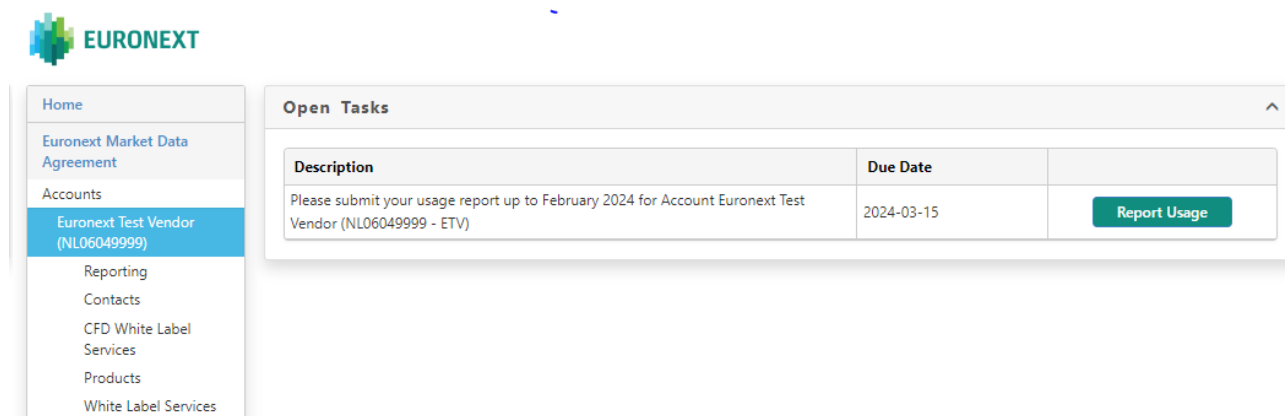 EURONEXT
Home
Euronext Market Data
Agreement
Accounts
Euronext Test Vendor
(NL06049999)
Reporting
Contacts
CFD White Label
Services
Products
White Label Services
Open Tasks
Description
Due Date
Please submit your usage report up to February 2024 for Account Euronext Test
Vendor (NL06049999 - ETV)
2024-03-15
Report Usage